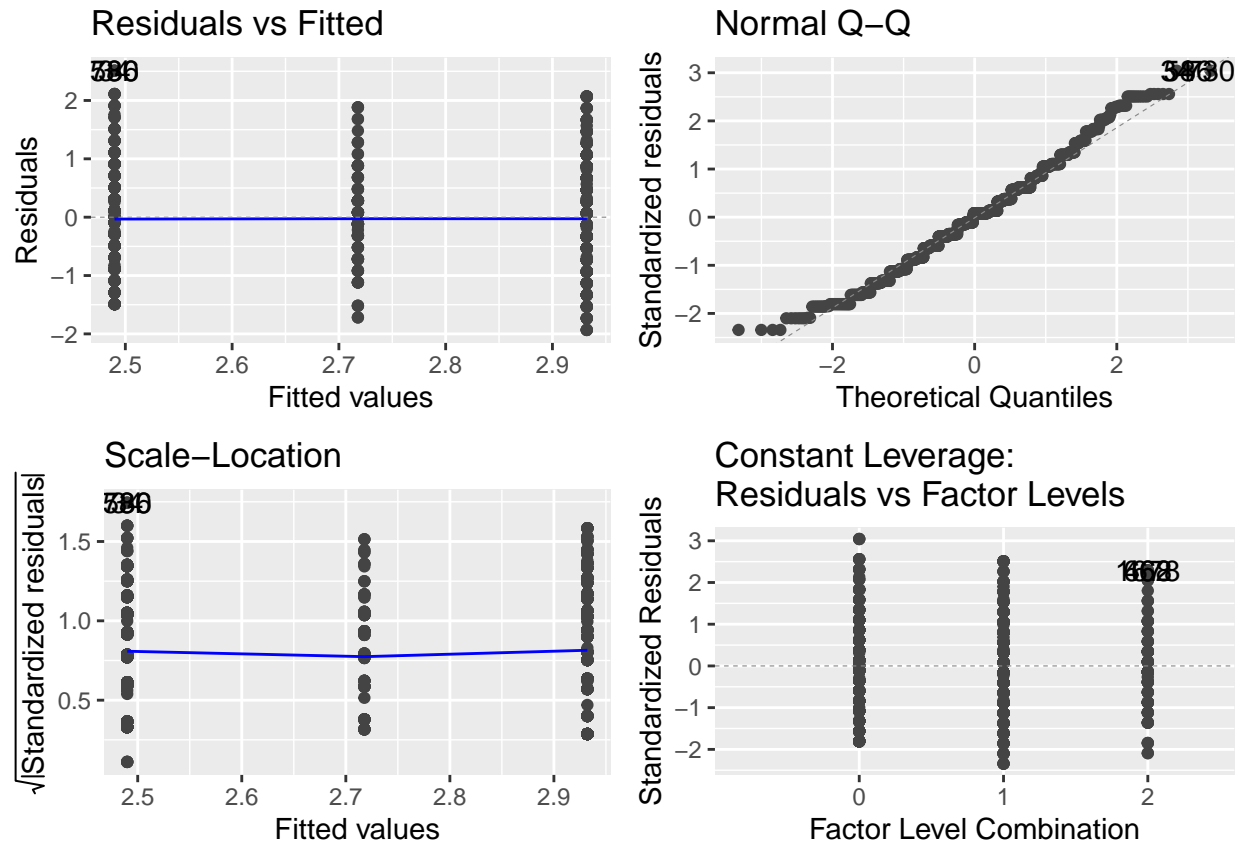 Residuals vs Fitted
2
1
0
−1
−2
Residuals
2.5 2.6 2.7 2.8 2.9
Fitted values
Normal Q−Q
3
2
1
0
−1
−2
Standardized residuals
−2 0 2
Theoretical Quantiles
Scale−Location
1.5
1.0
0.5
√|Standardized residuals|
2.5 2.6 2.7 2.8 2.9
Fitted values
Constant Leverage:
Residuals vs Factor Levels
3
2
1
0
−1
−2
Standardized Residuals
0 1 2
Factor Level Combination